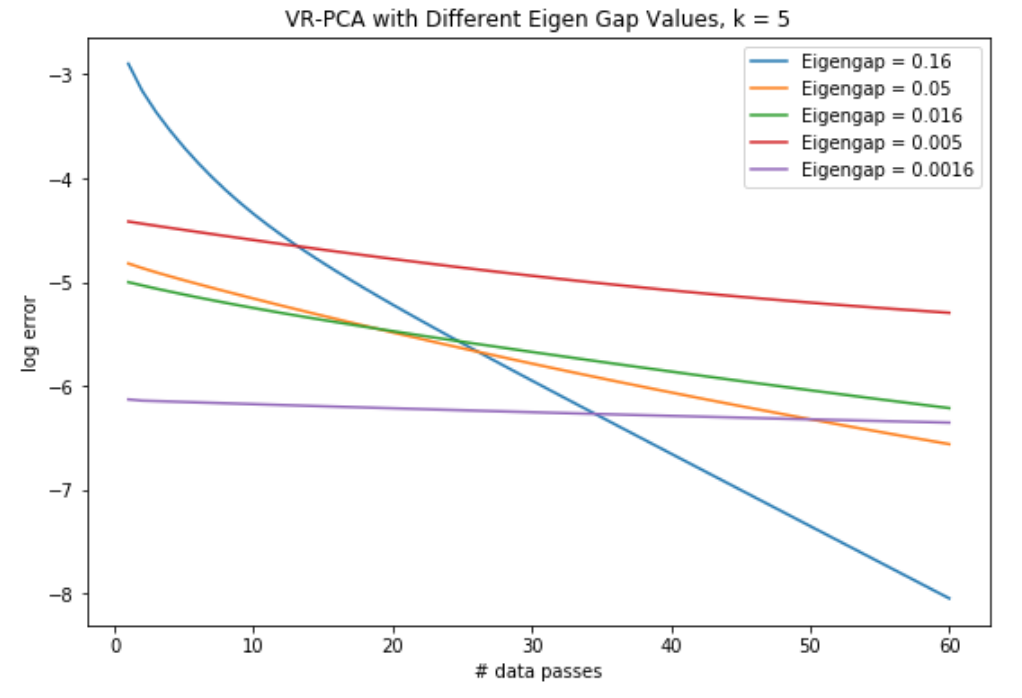 VR-PCA with Different Eigen Gap Values, k = 5
Eigengap = 0.16
Eigengap = 0.05
Eigengap = 0.016
Eigengap = 0.005
Eigengap = 0.0016
log error
−3
−4
−5
−6
−7
−8
0 10 20 30 40 50 60
# data passes